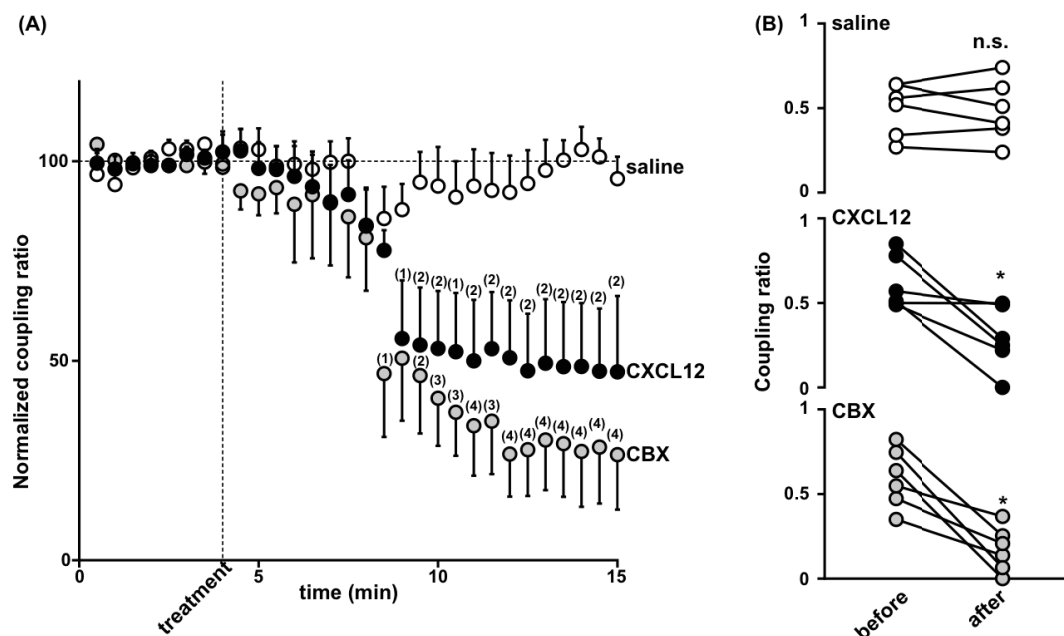 (A)
Normalized coupling ratio
100
50
0
saline
CXCL12
CBX
(1) (2) (2) (1) (2) (2) (2) (2) (2) (2) (2) (2) (2)
(1) (2) (3) (3) (4) (3) (4) (4) (4) (4) (4) (4) (4)
0 5 10 15
treatment
time (min)
(B)
saline
n.s.
1
0.5
0
CXCL12
*
1
0.5
0
Coupling ratio
CBX
*
1
0.5
0
before
after